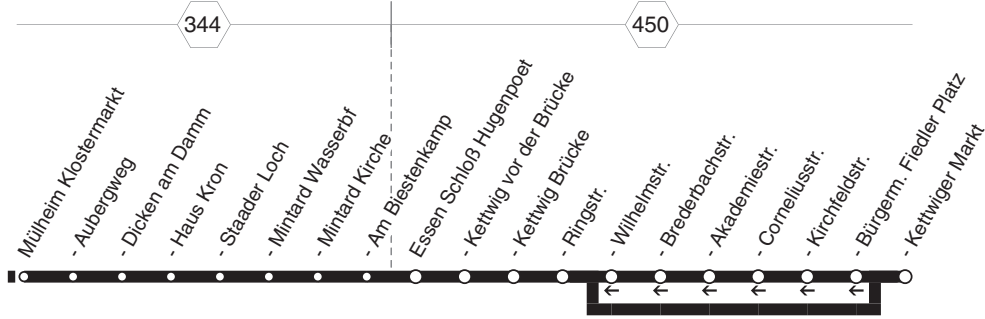 344
450
Mülheim Klostermarkt
- Aubergweg
- Dicken am Damm
- Haus Kron
- Staader Loch
- Mintard Wasserbf
- Mintard Kirche
- Am Biestenkamp
Essen Schloß Hugenpoet
- Kettwig vor der Brücke
- Kettwig Brücke
- Ringstr.
- Wilhelmstr.
- Brederbachstr.
- Akademiestr.
- Corneliusstr.
- Kirchfeldstr.
- Bürgerm. Fiedler Platz
- Kettwiger Markt